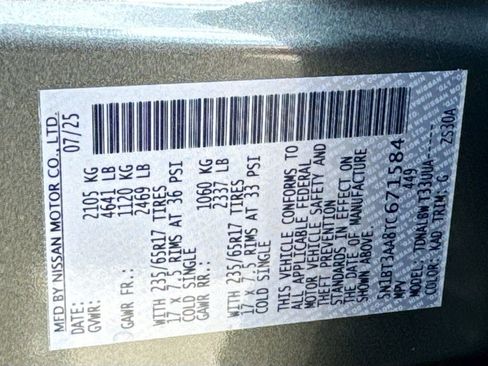 MFD BY NISSAN MOTOR CO., LTD.
DATE: 07/25
GVWR: 2105 KG
4641 LB
GAWR FR: 1120 KG
2469 LB
WITH 235/65R17 TIRES
17 x 7.5 RIMS AT 36 PSI
COLD SINGLE
GAWR RR: 1060 KG
2337 LB
WITH 235/65R17 TIRES
17 x 7.5 RIMS AT 33 PSI
COLD SINGLE
THIS VEHICLE CONFORMS TO
ALL APPLICABLE FEDERAL
MOTOR VEHICLE SAFETY AND
THEFT PREVENTION
STANDARDS IN EFFECT ON
THE DATE OF MANUFACTURE
SHOWN ABOVE.
5N1BT3AA8TC671584
MPV 449
MODEL:
COLOR: KAD TRIM: G ZS30A